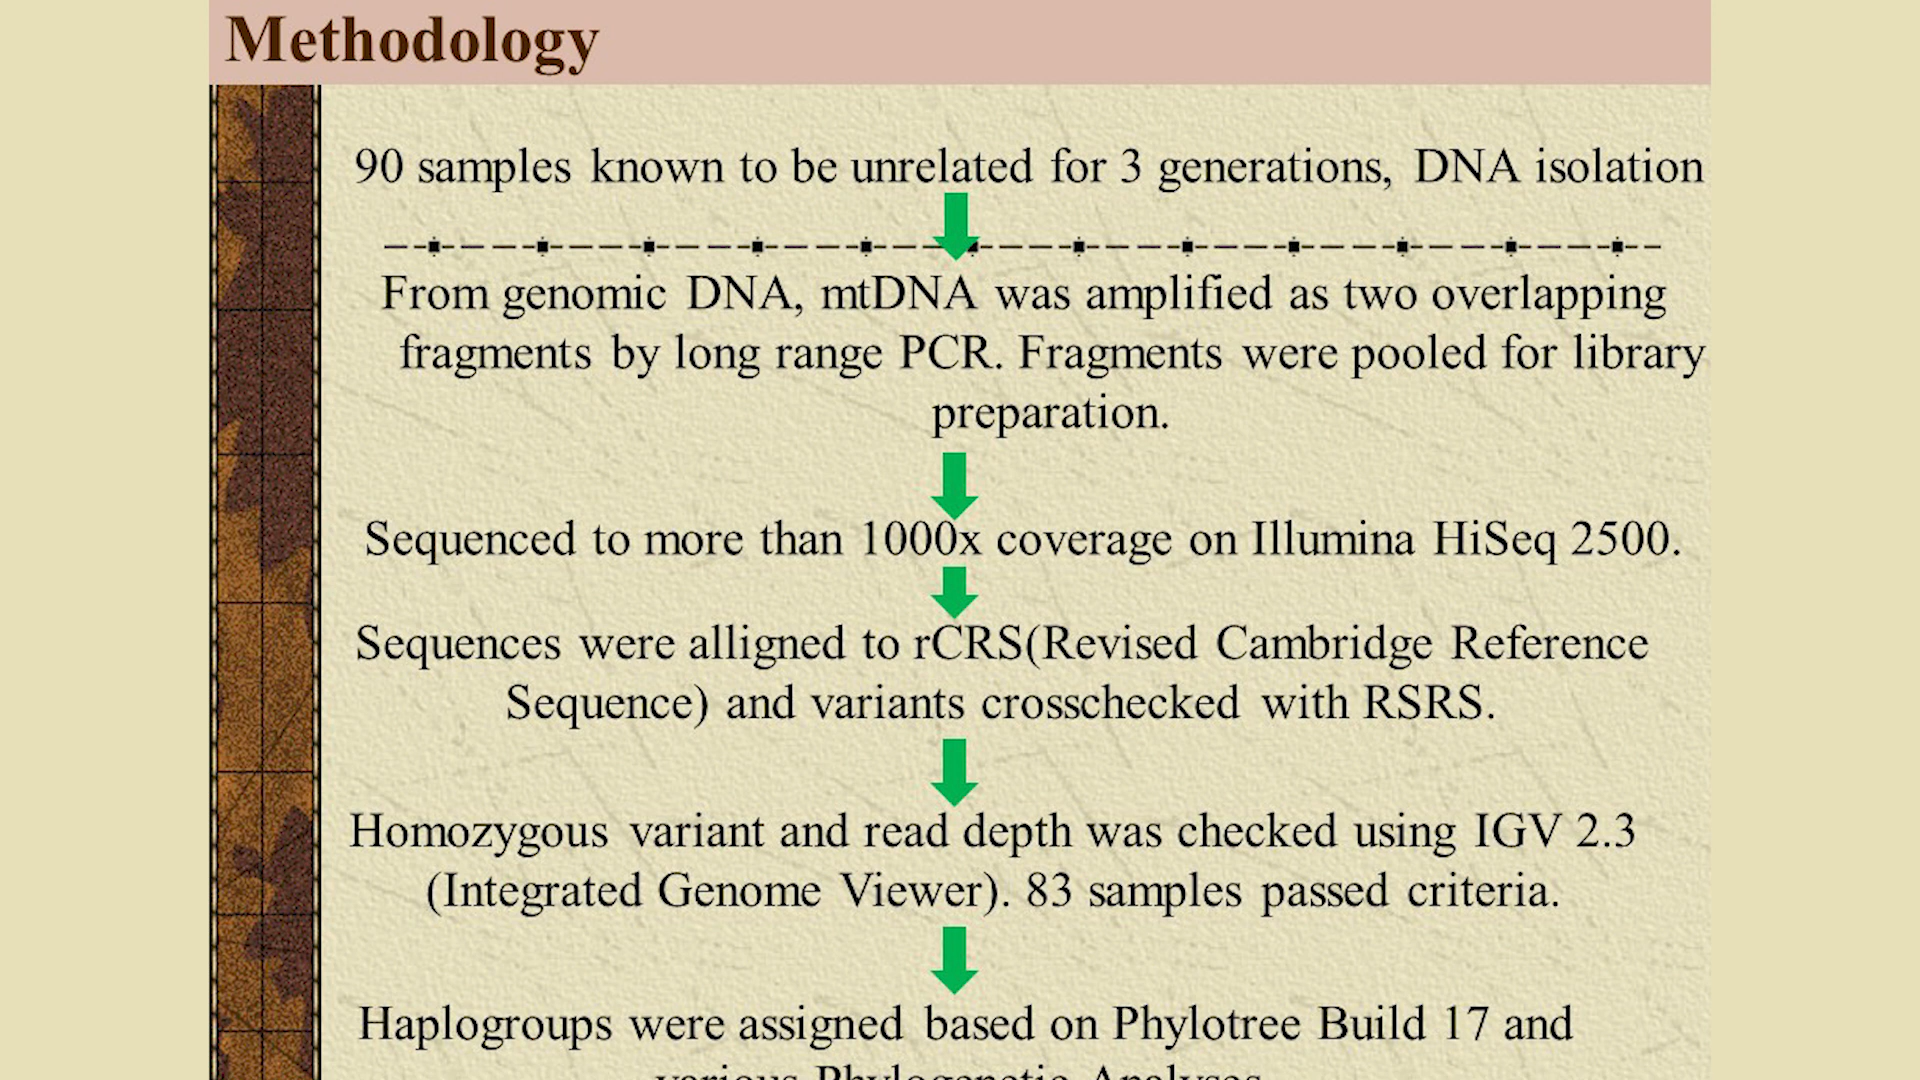 Methodology
90 samples known to be unrelated for 3 generations, DNA isolation
From genomic DNA, mtDNA was amplified as two overlapping
fragments by long range PCR. Fragments were pooled for library
preparation.
Sequenced to more than 1000x coverage on Illumina HiSeq 2500.
Sequences were alligned to rCRS(Revised Cambridge Reference
Sequence) and variants crosschecked with RSRS.
Homozygous variant and read depth was checked using IGV 2.3
(Integrated Genome Viewer). 83 samples passed criteria.
Haplogroups were assigned based on Phylotree Build 17 and
various Phylogenetic Analyses